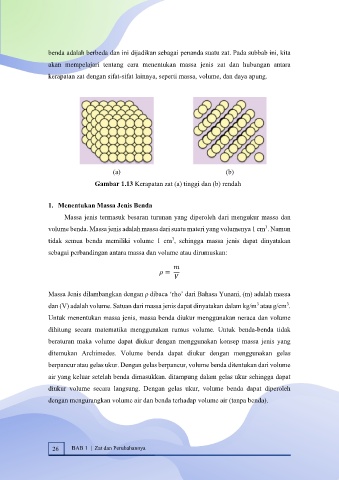 benda adalah berbeda dan ini dijadikan sebagai penanda suatu zat. Pada subbab ini, kita
akan mempelajari tentang cara menentukan massa jenis zat dan hubungan antara
kerapatan zat dengan sifat-sifat lainnya, seperti massa, volume, dan daya apung.
(a) (b)
Gambar 1.13 Kerapatan zat (a) tinggi dan (b) rendah
1. Menentukan Massa Jenis Benda
Massa jenis termasuk besaran turunan yang diperoleh dari mengukur massa dan
volume benda. Massa jenis adalah massa dari suatu materi yang volumenya 1 cm³. Namun
tidak semua benda memiliki volume 1 cm³, sehingga massa jenis dapat dinyatakan
sebagai perbandingan antara massa dan volume atau dirumuskan:
ρ = m/V
Massa Jenis dilambangkan dengan ρ dibaca 'rho' dari Bahasa Yunani, (m) adalah massa
dan (V) adalah volume. Satuan dari massa jenis dapat dinyatakan dalam kg/m³ atau g/cm³.
Untuk menentukan massa jenis, massa benda diukur menggunakan neraca dan volume
dihitung secara matematika menggunakan rumus volume. Untuk benda-benda tidak
beraturan maka volume dapat diukur dengan menggunakan konsep massa jenis yang
ditemukan Archimedes. Volume benda dapat diukur dengan menggunakan gelas
berpancur atau gelas ukur. Dengan gelas berpancur, volume benda ditentukan dari volume
air yang keluar setelah benda dimasukkan. ditampung dalam gelas ukur sehingga dapat
diukur volume secara langsung. Dengan gelas ukur, volume benda dapat diperoleh
dengan mengurangkan volume air dan benda terhadap volume air (tanpa benda).
26 BAB 1 | Zat dan Perubahannya